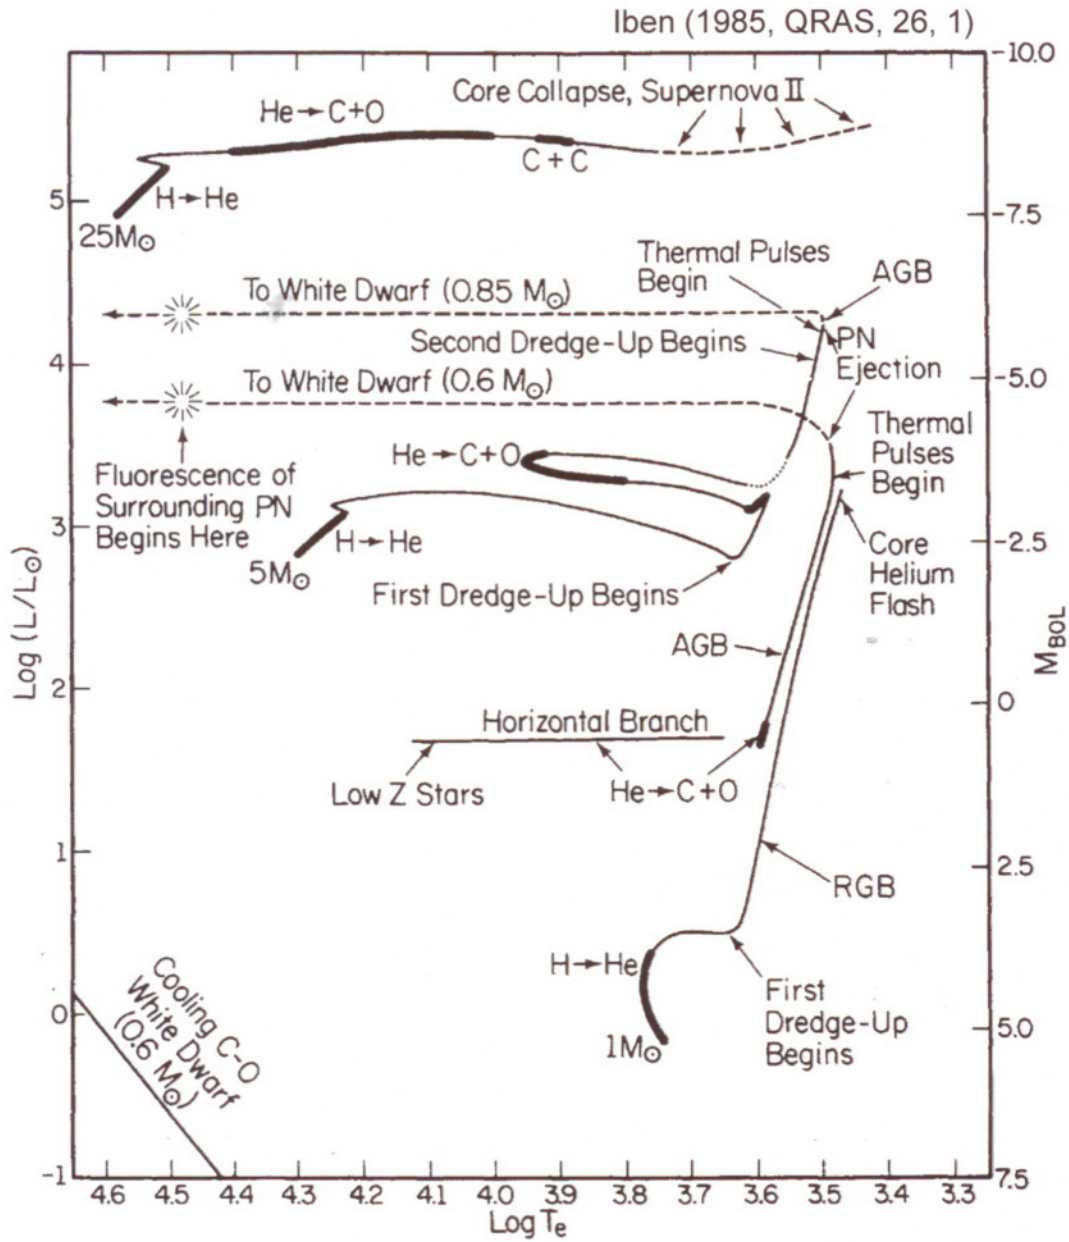 Iben (1985, QRAS, 26, 1)
-10.0
Core Collapse, Supernova II
He→C+O
C + C
5
H→He
-7.5
25M☉
Thermal Pulses
Begin
AGB
To White Dwarf (0.85 M☉)
PN
Ejection
Second Dredge-Up Begins
4
-5.0
To White Dwarf (0.6 M☉)
Thermal
Pulses
Begin
He→C+O
Fluorescence of
Surrounding PN
Begins Here
3
H→He
-2.5
Core
Helium
Flash
5M☉
First Dredge-Up Begins
Log (L/L☉)
MBOL
AGB
2
0
Horizontal Branch
Low Z Stars
He→C+O
1
2.5
RGB
H→He
First
Dredge-Up
Begins
Cooling C-O
White Dwarf
(0.6 M☉)
0
5.0
1M☉
-1
7.5
4.6 4.5 4.4 4.3 4.2 4.1 4.0 3.9 3.8 3.7 3.6 3.5 3.4 3.3
Log Te